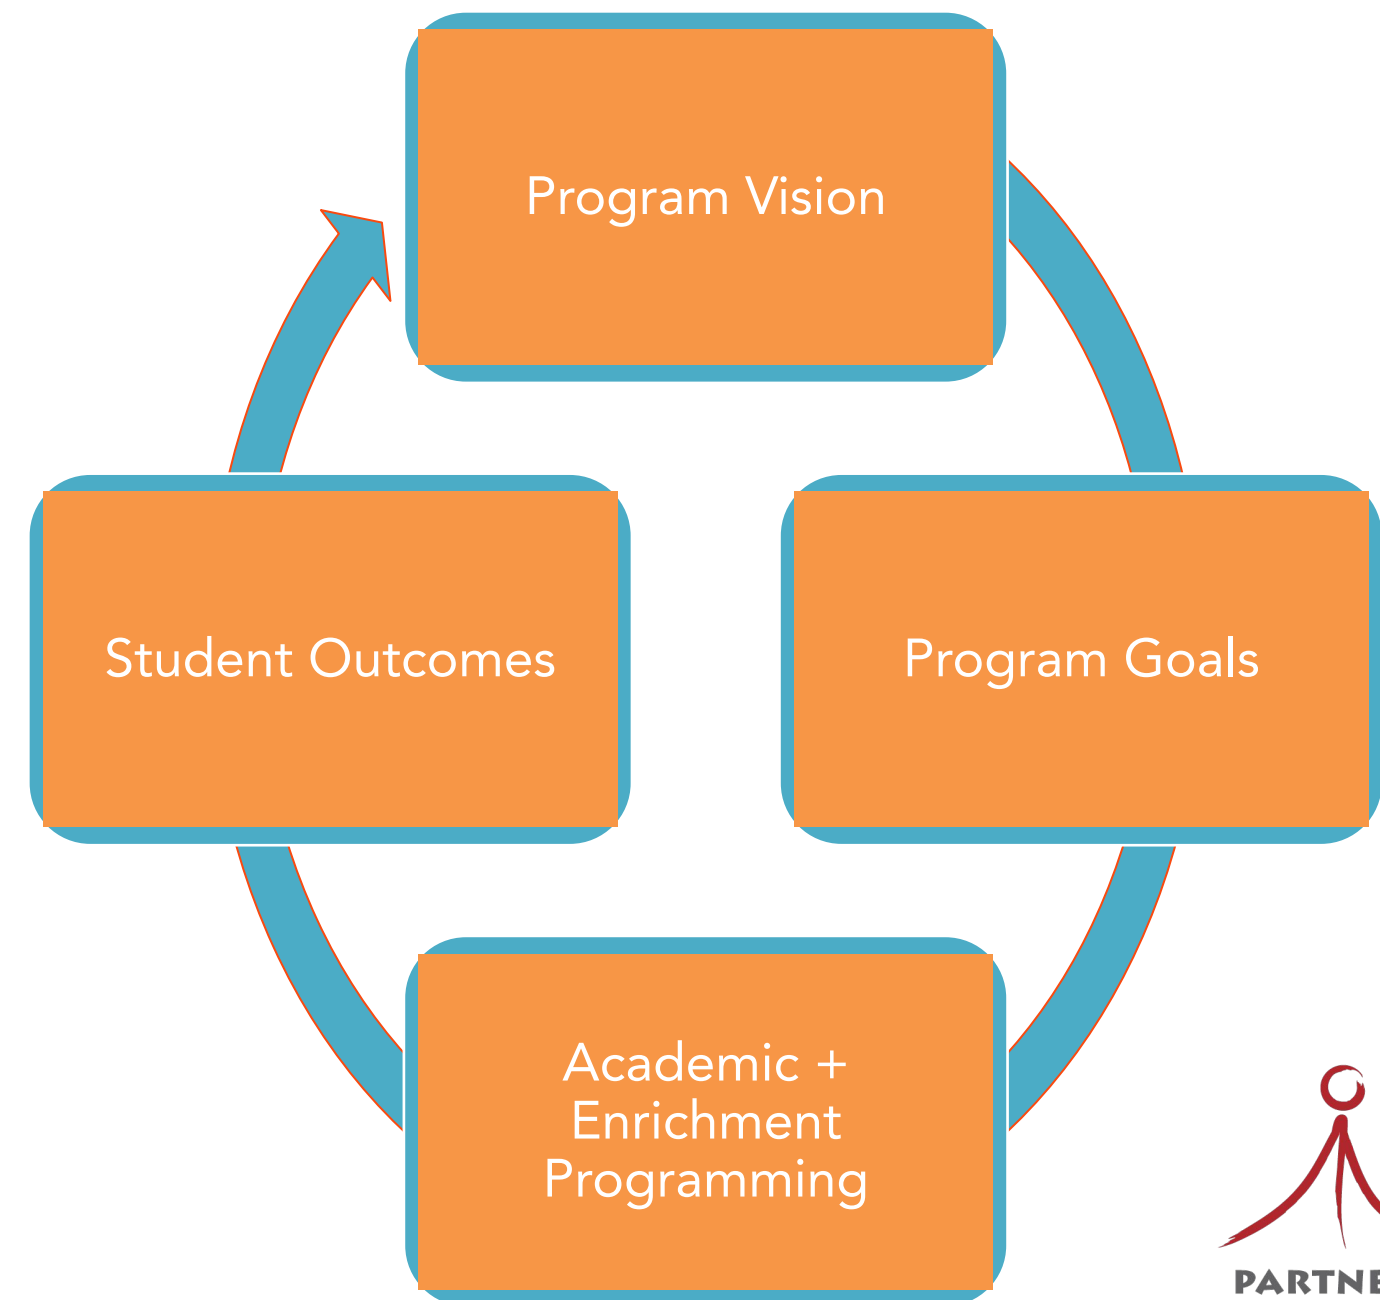 Program Vision
Student Outcomes
Program Goals
Academic +
Enrichment
Programming